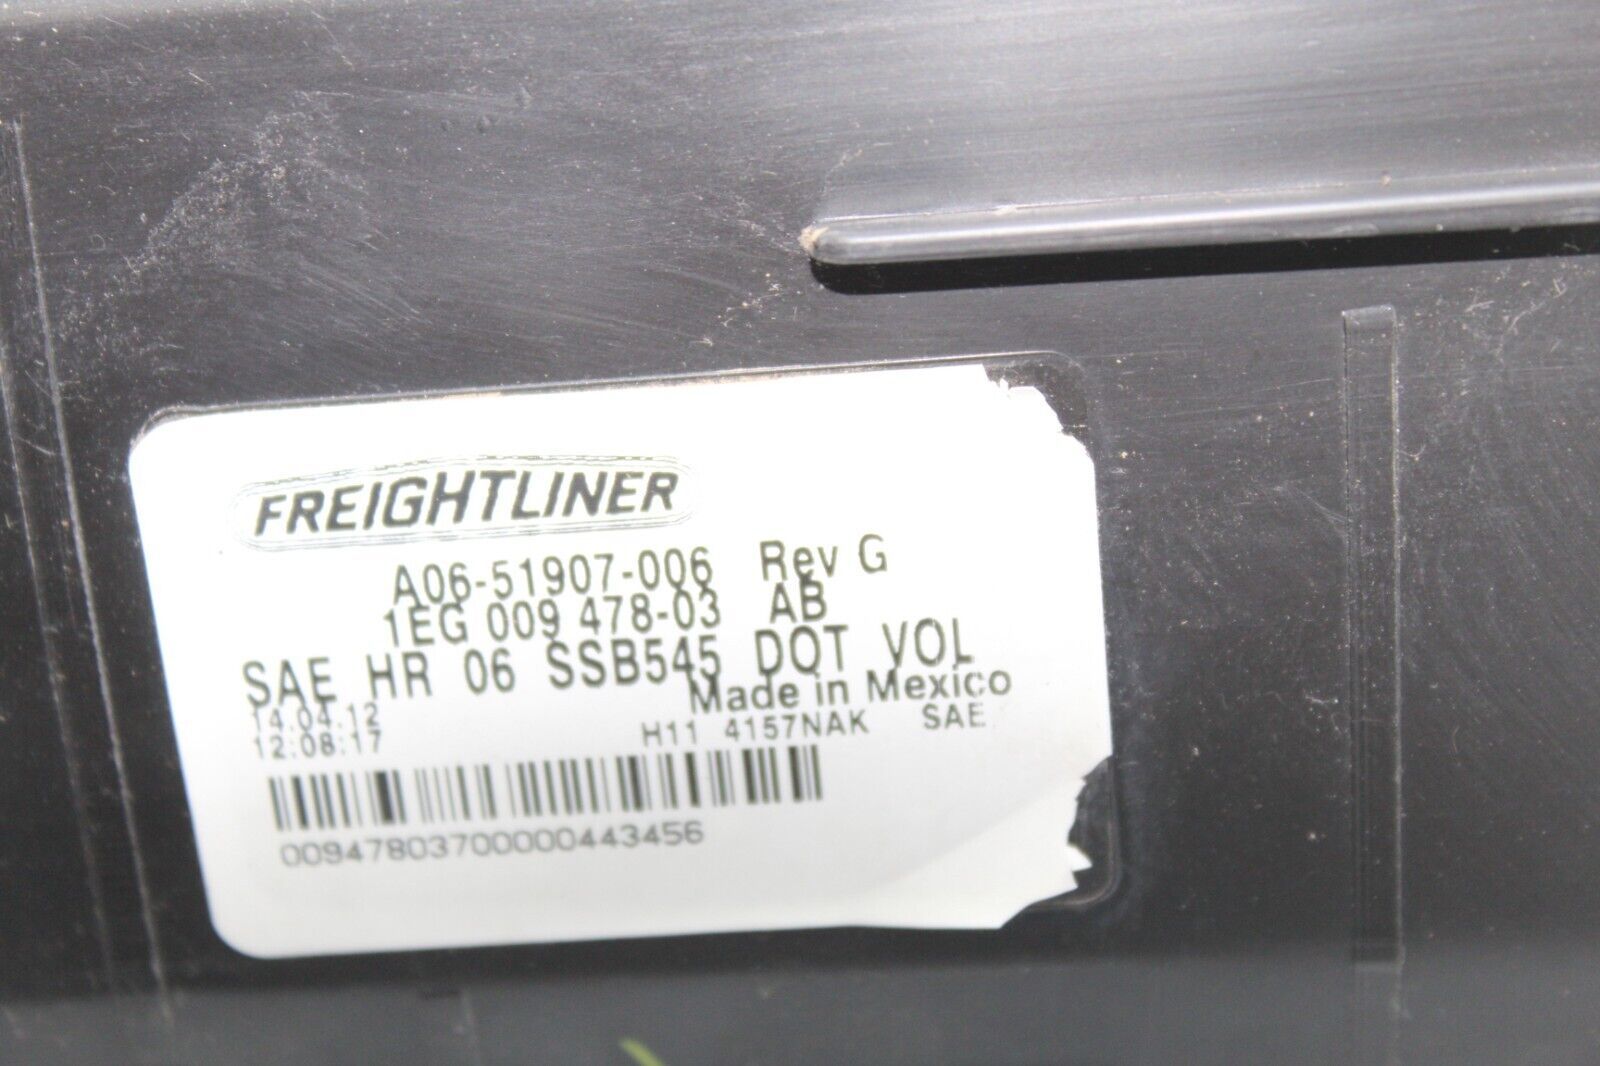 FREIGHTLINER
A06-51907-006 Rev G
1EG 009 478-03 AB
SAE HR 06 SSB545 DOT VOL
Made in Mexico
14.04.12
12:08:17
H11 4157NAK SAE
00947803700000443456